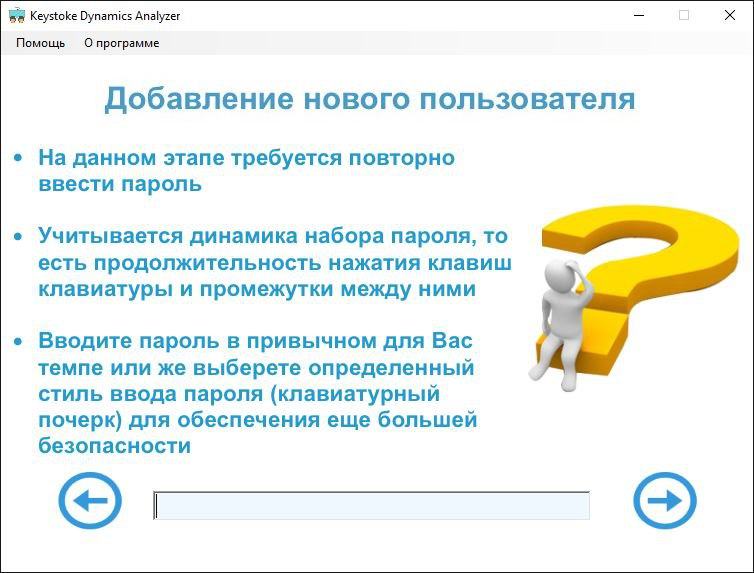 Keystoke Dynamics Analyzer
Помощь О программе
Добавление нового пользователя
На данном этапе требуется повторно
ввести пароль
Учитывается динамика набора пароля, то
есть продолжительность нажатия клавиш
клавиатуры и промежутки между ними
Вводите пароль в привычном для Вас
темпе или же выберете определенный
стиль ввода пароля (клавиатурный
почерк) для обеспечения еще большей
безопасности